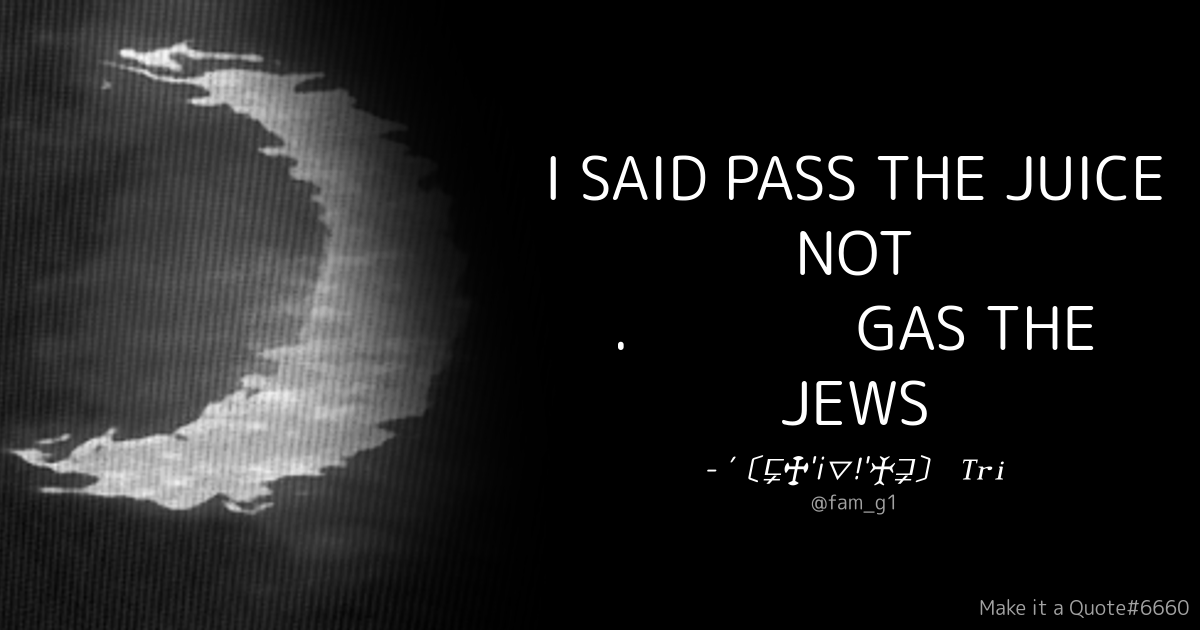 I SAID PASS THE JUICE
NOT
. GAS THE
JEWS
Tri
@fam_g1
Make it a Quote#6660